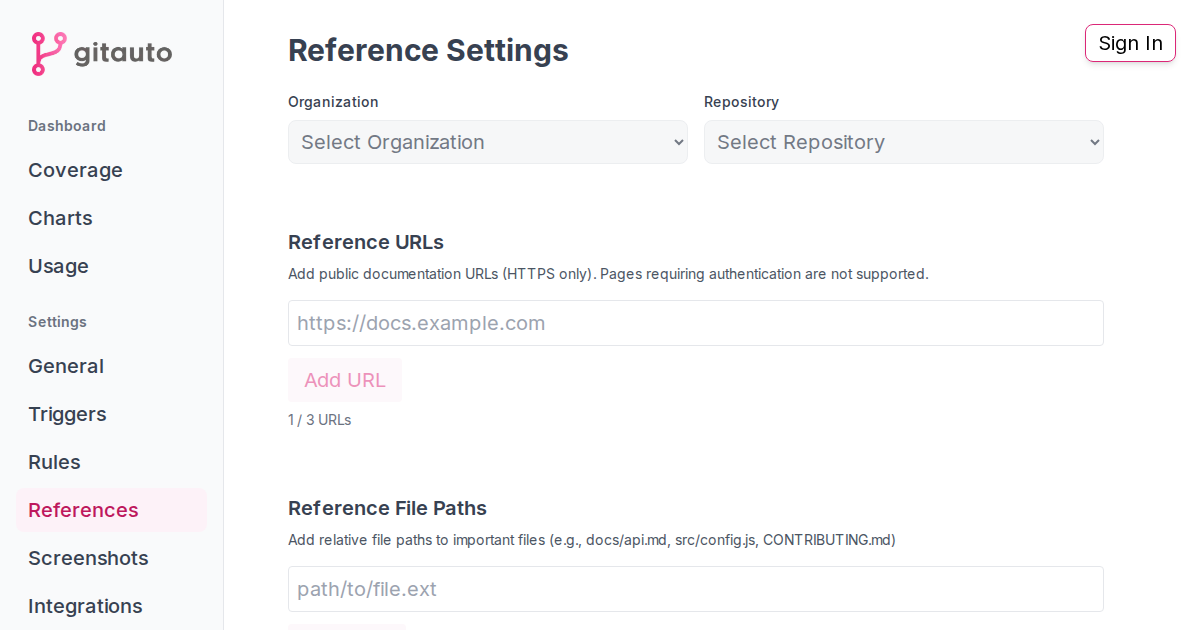 gitauto
Dashboard
Coverage
Charts
Usage
Settings
General
Triggers
Rules
References
Screenshots
Integrations
Reference Settings
Sign In
Organization
Repository
Select Organization
Select Repository
Reference URLs
Add public documentation URLs (HTTPS only). Pages requiring authentication are not supported.
https://docs.example.com
Add URL
1 / 3 URLs
Reference File Paths
Add relative file paths to important files (e.g., docs/api.md, src/config.js, CONTRIBUTING.md)
path/to/file.ext